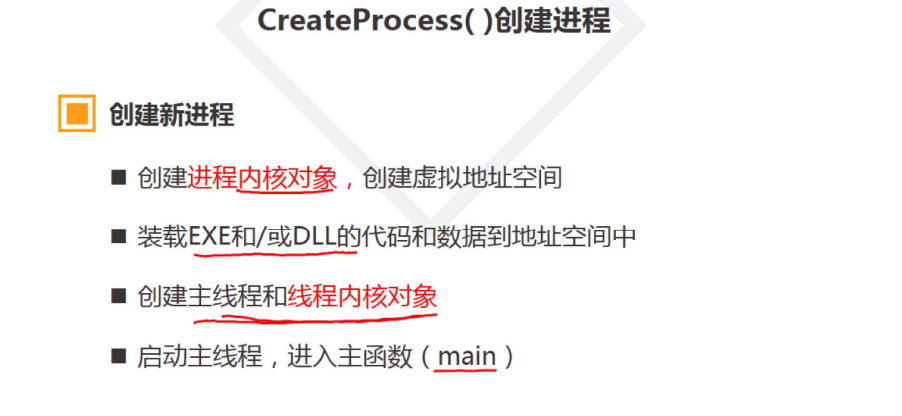 CreateProcess( )创建进程
创建新进程
■ 创建进程内核对象，创建虚拟地址空间
■ 装载EXE和/或DLL的代码和数据到地址空间中
■ 创建主线程和线程内核对象
■ 启动主线程，进入主函数（main）